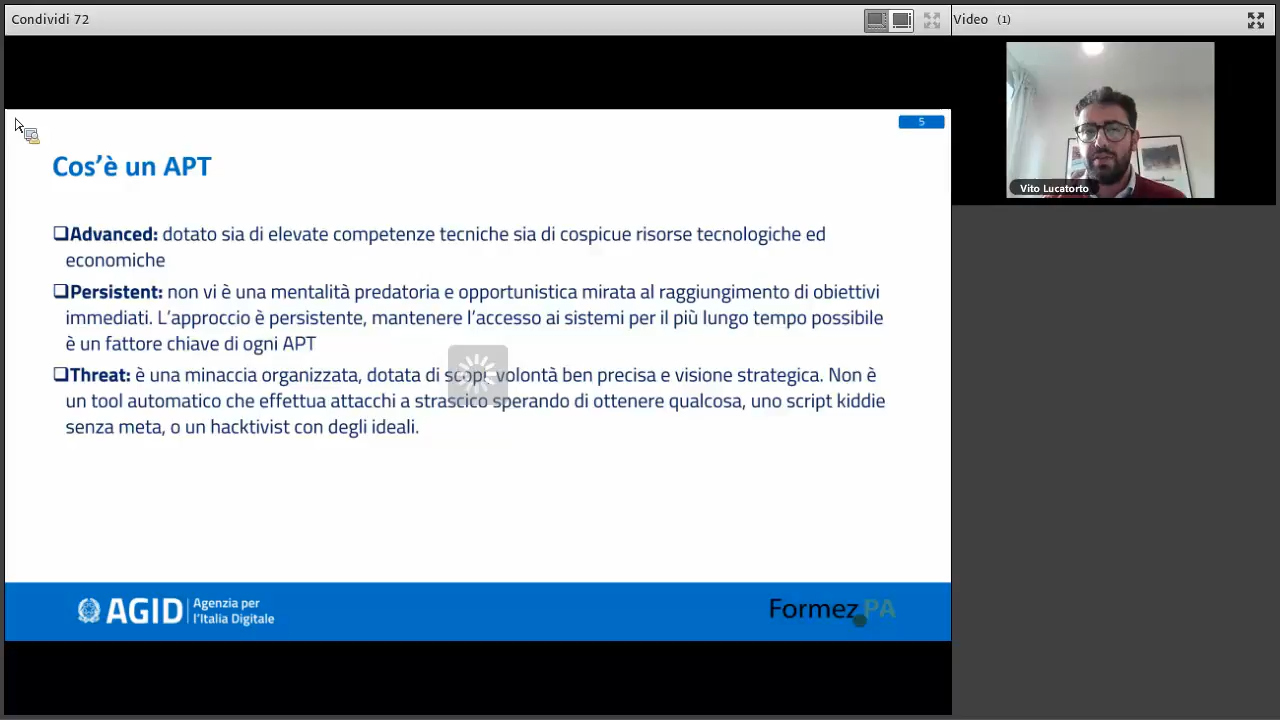 Condividi 72
Video (1)
5
Cos'è un APT
Advanced: dotato sia di elevate competenze tecniche sia di cospicue risorse tecnologiche ed
economiche
Persistent: non vi è una mentalità predatoria e opportunistica mirata al raggiungimento di obiettivi
immediati. L'approccio è persistente, mantenere l'accesso ai sistemi per il più lungo tempo possibile
è un fattore chiave di ogni APT
Threat: è una minaccia organizzata, dotata di scopi, volontà ben precisa e visione strategica. Non è
un tool automatico che effettua attacchi a strascico sperando di ottenere qualcosa, uno script kiddie
senza meta, o un hacktivist con degli ideali.
AGID Agenzia per
l'Italia Digitale
Formez PA
Vito Lucatorto